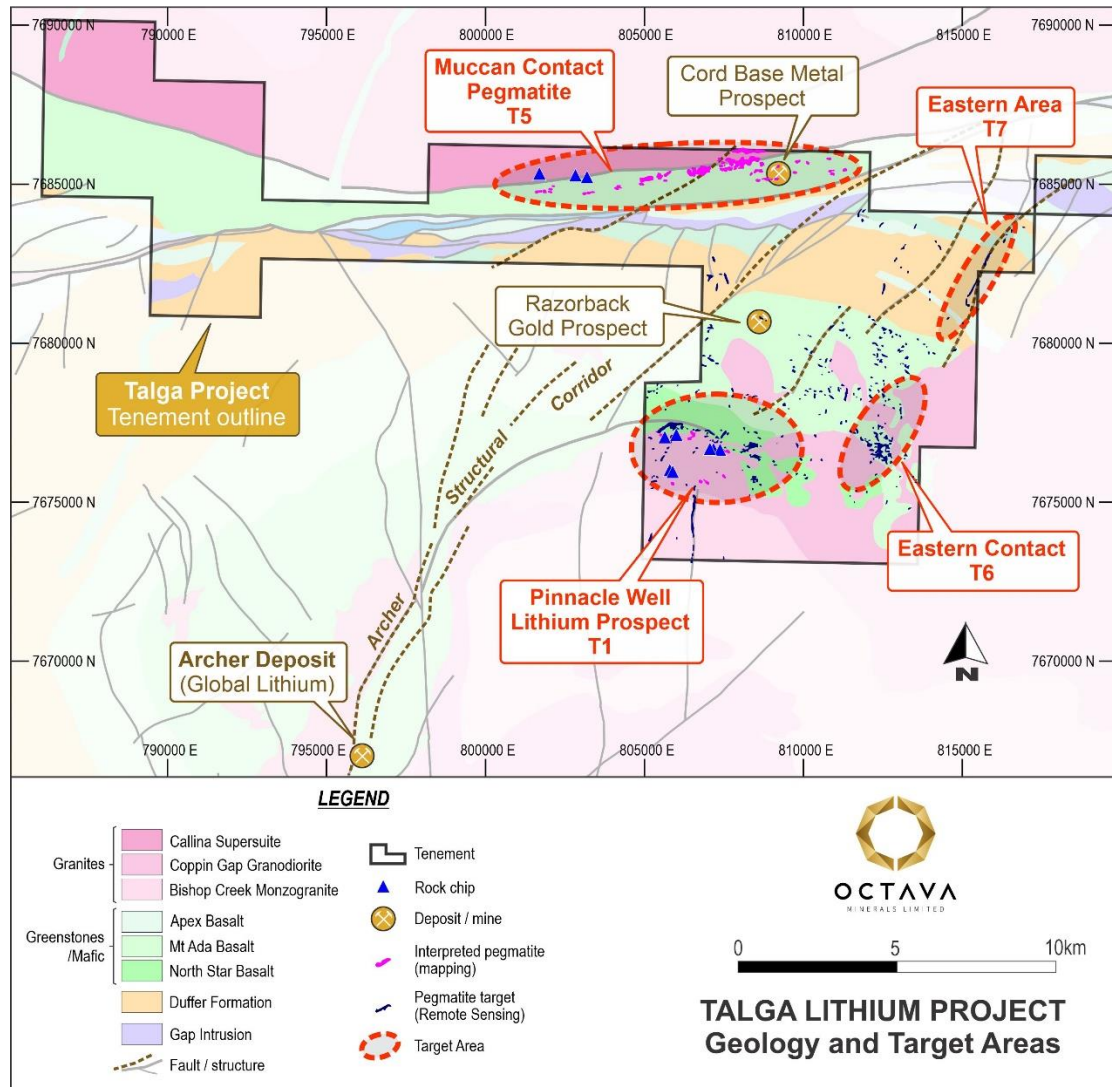 790000 E
795000 E
800000 E
805000 E
810000 E
815000 E
7690000 N
7690000 N
Muccan Contact
Pegmatite
T5
Cord Base Metal
Prospect
Eastern Area
T7
7685000 N
7685000 N
Razorback
Gold Prospect
7680000 N
7680000 N
Talga Project
Tenement outline
Archer
Structural
Corridor
7675000 N
7675000 N
Pinnacle Well
Lithium Prospect
T1
Eastern Contact
T6
Archer Deposit
(Global Lithium)
7670000 N
7670000 N
N
790000 E
795000 E
800000 E
805000 E
810000 E
815000 E
LEGEND
Granites
Callina Supersuite
Coppin Gap Granodiorite
Bishop Creek Monzogranite
Greenstones
/Mafic
Apex Basalt
Mt Ada Basalt
North Star Basalt
Duffer Formation
Gap Intrusion
Fault / structure
Tenement
Rock chip
Deposit / mine
Interpreted pegmatite
(mapping)
Pegmatite target
(Remote Sensing)
Target Area
OCTAVA
MINERALS LIMITED
0 5 10km
TALGA LITHIUM PROJECT
Geology and Target Areas